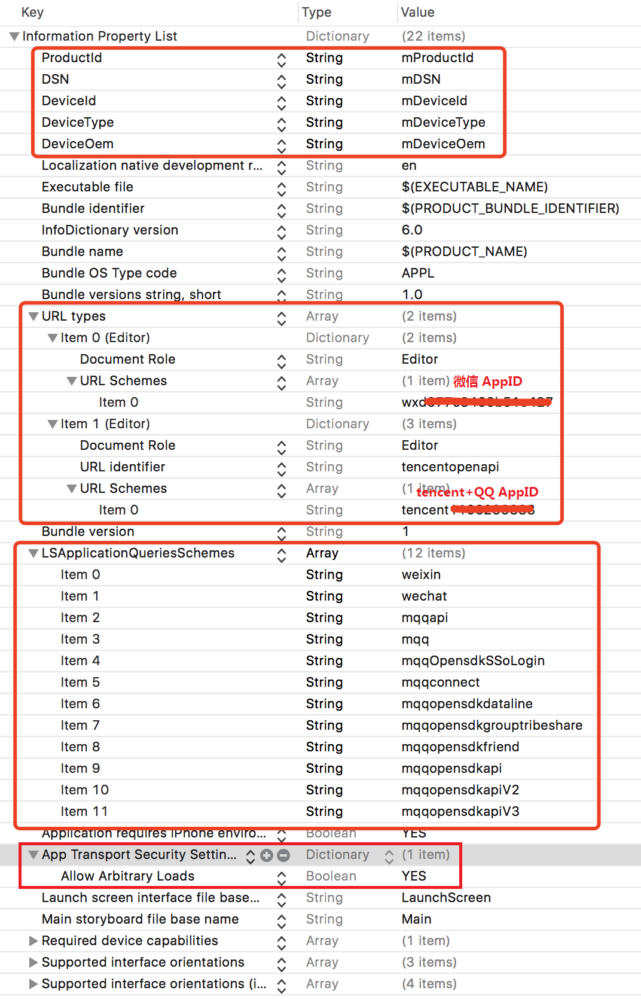 Key Type Value
Information Property List Dictionary (22 items)
ProductId String mProductId
DSN String mDSN
DeviceId String mDeviceId
DeviceType String mDeviceType
DeviceOem String mDeviceOem
Localization native development r... String en
Executable file String $(EXECUTABLE_NAME)
Bundle identifier String $(PRODUCT_BUNDLE_IDENTIFIER)
InfoDictionary version String 6.0
Bundle name String $(PRODUCT_NAME)
Bundle OS Type code String APPL
Bundle versions string, short String 1.0
URL types Array (2 items)
Item 0 (Editor) Dictionary (2 items)
Document Role String Editor
URL Schemes Array (1 item) 微信 AppID
Item 0 String wxd
Item 1 (Editor) Dictionary (3 items)
Document Role String Editor
URL identifier String tencentopenapi
URL Schemes Array (1 item)
tencent+QQ AppID
Item 0 String tencent
Bundle version String 1
LSApplicationQueriesSchemes Array (12 items)
Item 0 String weixin
Item 1 String wechat
Item 2 String mqqapi
Item 3 String mqq
Item 4 String mqqOpensdkSSoLogin
Item 5 String mqqconnect
Item 6 String mqqopensdkdataline
Item 7 String mqqopensdkgrouptribeshare
Item 8 String mqqopensdkfriend
Item 9 String mqqopensdkapi
Item 10 String mqqopensdkapiV2
Item 11 String mqqopensdkapiV3
Application requires iPhone enviro... Boolean YES
App Transport Security Settin... Dictionary (1 item)
Allow Arbitrary Loads Boolean YES
Launch screen interface file base... String LaunchScreen
Main storyboard file base name String Main
Required device capabilities Array (1 item)
Supported interface orientations Array (3 items)
Supported interface orientations (i... Array (4 items)